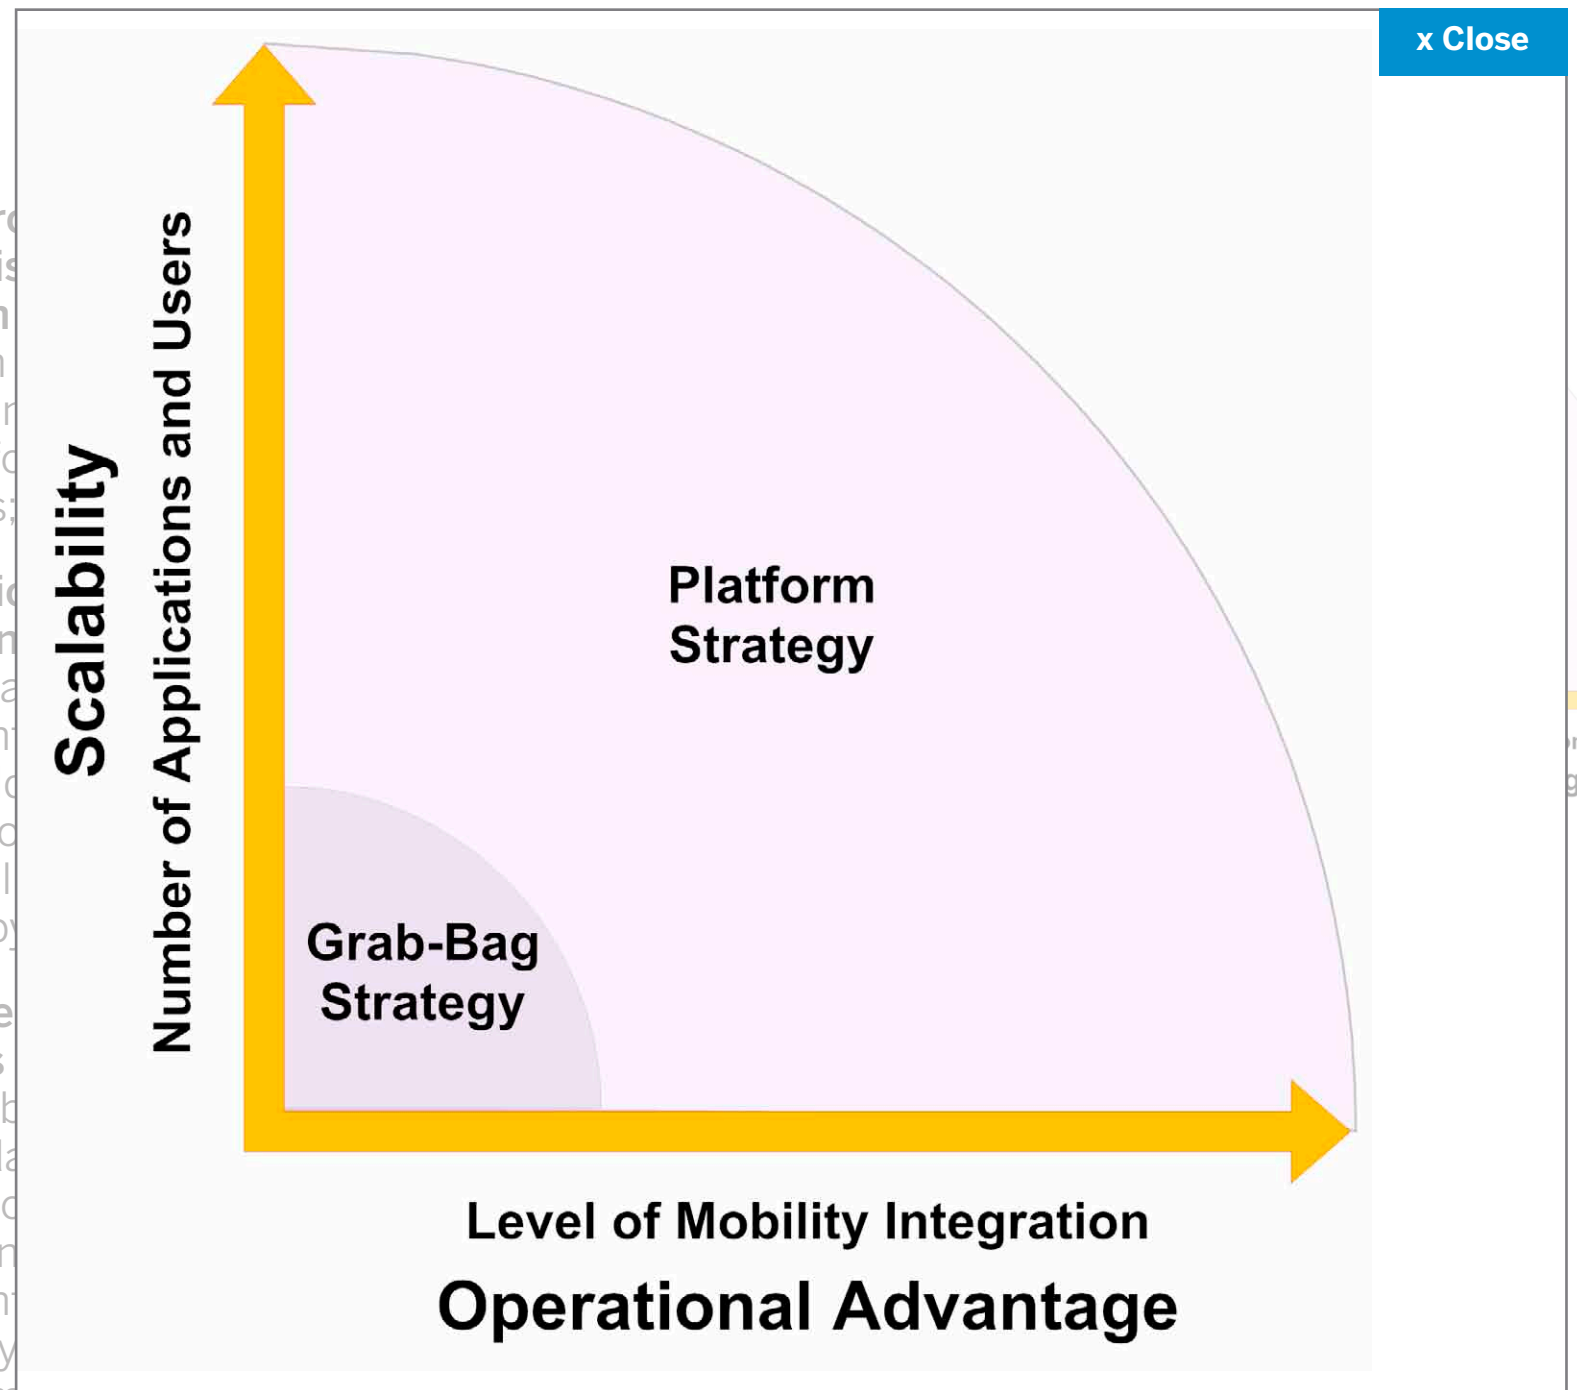 x Close
Scalability
Number of Applications and Users
Platform
Strategy
Grab-Bag
Strategy
Level of Mobility Integration
Operational Advantage